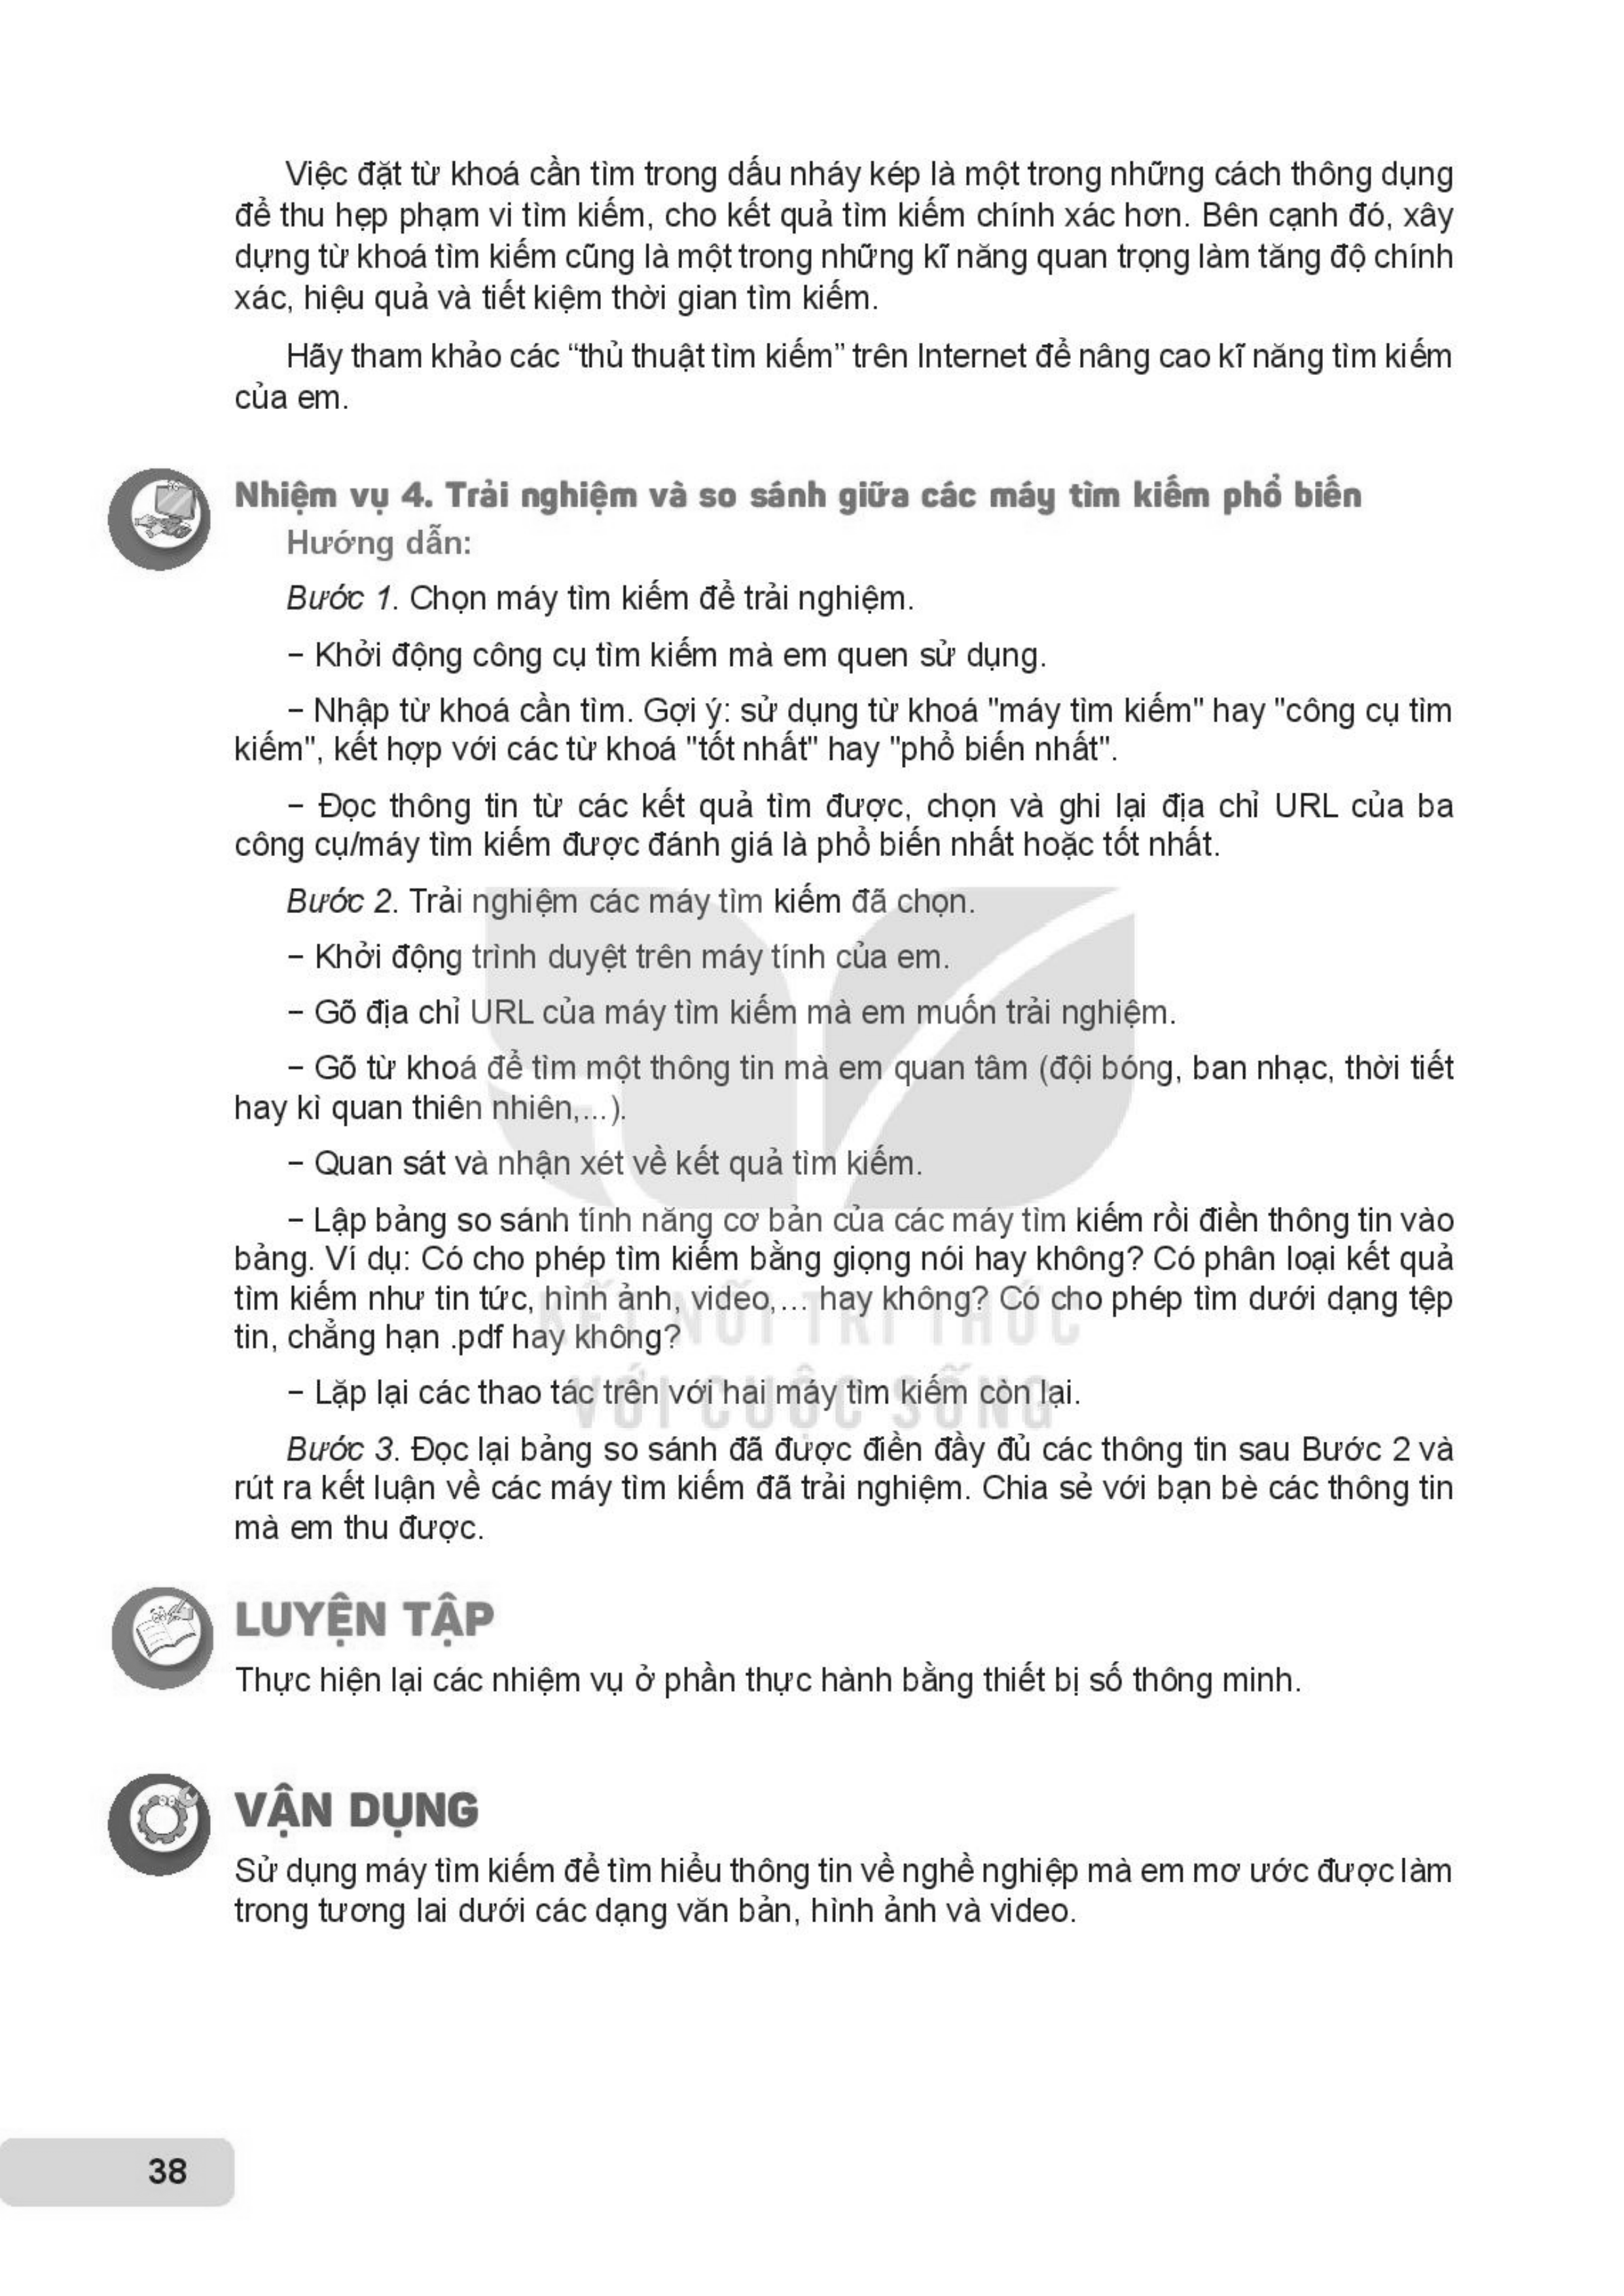 Việc đặt từ khoá cần tìm trong dấu nháy kép là một trong những cách thông dụng
để thu hẹp phạm vi tìm kiếm, cho kết quả tìm kiếm chính xác hơn. Bên cạnh đó, xây
dựng từ khoá tìm kiếm cũng là một trong những kĩ năng quan trọng làm tăng độ chính
xác, hiệu quả và tiết kiệm thời gian tìm kiếm.
Hãy tham khảo các “thủ thuật tìm kiếm” trên Internet để nâng cao kĩ năng tìm kiếm
của em.
Nhiệm vụ 4. Trải nghiệm và so sánh giữa các máy tìm kiếm phổ biến
Hướng dẫn:
Bước 1. Chọn máy tìm kiếm để trải nghiệm.
– Khởi động công cụ tìm kiếm mà em quen sử dụng.
– Nhập từ khoá cần tìm. Gợi ý: sử dụng từ khoá "máy tìm kiếm" hay "công cụ tìm
kiếm", kết hợp với các từ khoá "tốt nhất" hay "phổ biến nhất".
– Đọc thông tin từ các kết quả tìm được, chọn và ghi lại địa chỉ URL của ba
công cụ/máy tìm kiếm được đánh giá là phổ biến nhất hoặc tốt nhất.
Bước 2. Trải nghiệm các máy tìm kiếm đã chọn.
– Khởi động trình duyệt trên máy tính của em.
– Gõ địa chỉ URL của máy tìm kiếm mà em muốn trải nghiệm.
– Gõ từ khoá để tìm một thông tin mà em quan tâm (đội bóng, ban nhạc, thời tiết
hay kì quan thiên nhiên,...).
– Quan sát và nhận xét về kết quả tìm kiếm.
– Lập bảng so sánh tính năng cơ bản của các máy tìm kiếm rồi điền thông tin vào
bảng. Ví dụ: Có cho phép tìm kiếm bằng giọng nói hay không? Có phân loại kết quả
tìm kiếm như tin tức, hình ảnh, video,... hay không? Có cho phép tìm dưới dạng tệp
tin, chẳng hạn .pdf hay không?
KẾT NỐI TRI THỨC
– Lặp lại các thao tác trên với hai máy tìm kiếm còn lại.
VỚI CUỘC SỐNG
Bước 3. Đọc lại bảng so sánh đã được điền đầy đủ các thông tin sau Bước 2 và
rút ra kết luận về các máy tìm kiếm đã trải nghiệm. Chia sẻ với bạn bè các thông tin
mà em thu được.
LUYỆN TẬP
Thực hiện lại các nhiệm vụ ở phần thực hành bằng thiết bị số thông minh.
VẬN DỤNG
Sử dụng máy tìm kiếm để tìm hiểu thông tin về nghề nghiệp mà em mơ ước được làm
trong tương lai dưới các dạng văn bản, hình ảnh và video.
38